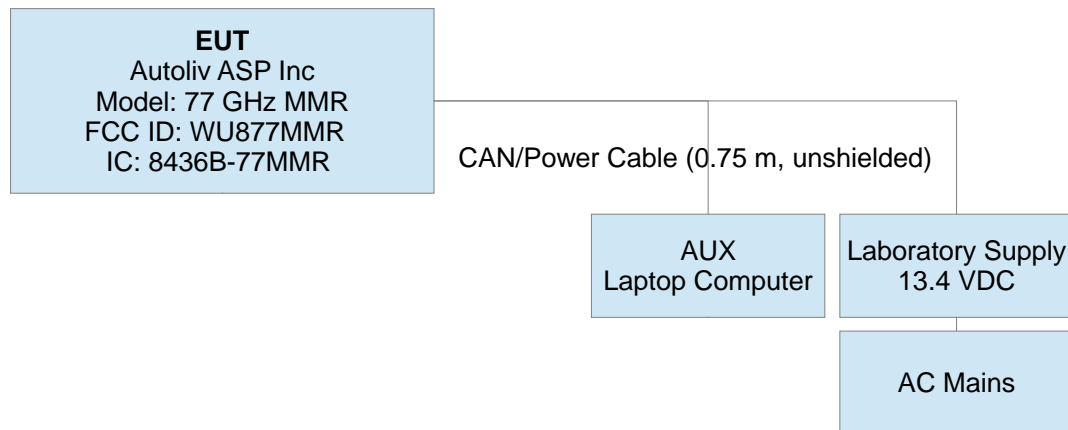 EUT
Autoliv ASP Inc
Model: 77 GHz MMR
FCC ID: WU877MMR
IC: 8436B-77MMR
CAN/Power Cable (0.75 m, unshielded)
AUX
Laptop Computer
Laboratory Supply
13.4 VDC
AC Mains